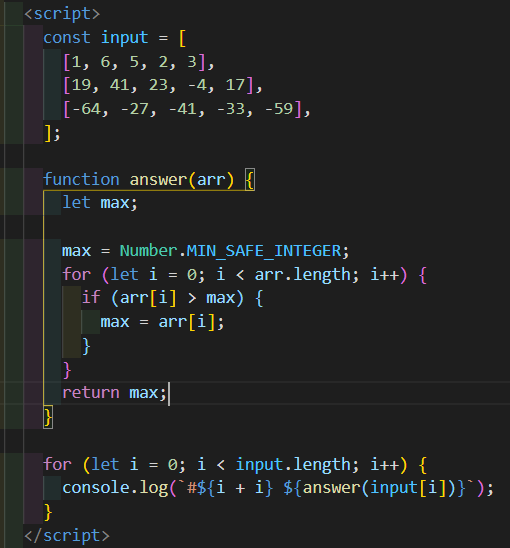 <script>
const input = [
[1, 6, 5, 2, 3],
[19, 41, 23, -4, 17],
[-64, -27, -41, -33, -59],
];
function answer(arr) {
let max;
max = Number.MIN_SAFE_INTEGER;
for (let i = 0; i < arr.length; i++) {
if (arr[i] > max) {
max = arr[i];
}
}
return max;
}
for (let i = 0; i < input.length; i++) {
console.log(`#${i + i} ${answer(input[i])}`);
}
</script>